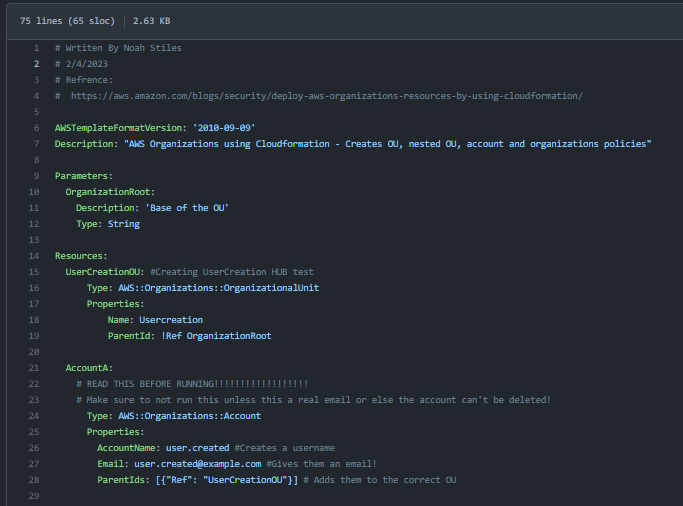 75 lines (65 sloc) 2.63 KB
1 # Wrtiten By Noah Stiles
2 # 2/4/2023
3 # Refrence:
4 #  https://aws.amazon.com/blogs/security/deploy-aws-organizations-resources-by-using-cloudformation/
5
6 AWSTemplateFormatVersion: '2010-09-09'
7 Description: "AWS Organizations using Cloudformation - Creates OU, nested OU, account and organizations policies"
8
9 Parameters:
10   OrganizationRoot:
11     Description: 'Base of the OU'
12     Type: String
13
14 Resources:
15   UserCreationOU: #Creating UserCreation HUB test
16       Type: AWS::Organizations::OrganizationalUnit
17       Properties:
18           Name: Usercreation
19           ParentId: !Ref OrganizationRoot
20
21   AccountA:
22     # READ THIS BEFORE RUNNING!!!!!!!!!!!!!!!!!!
23     # Make sure to not run this unless this a real email or else the account can't be deleted!
24       Type: AWS::Organizations::Account
25       Properties:
26         AccountName: user.created #Creates a username
27         Email: user.created@example.com #Gives them an email!
28         ParentIds: [{"Ref": "UserCreationOU"}] # Adds them to the correct OU
29